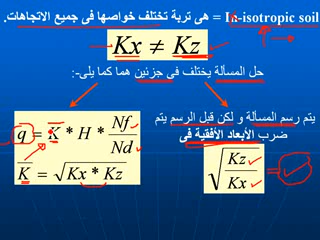 In-isotropic soil = هى تربة تختلف خواصها فى جميع الاتجاهات.
Kx ≠ Kz
حل المسألة يختلف فى جزئين هما كما يلى:-
يتم رسم المسألة و لكن قبل الرسم يتم
ضرب الأبعاد الأفقية فى
√(Kz / Kx)
q = K * H * Nf / Nd
K = √(Kx * Kz)